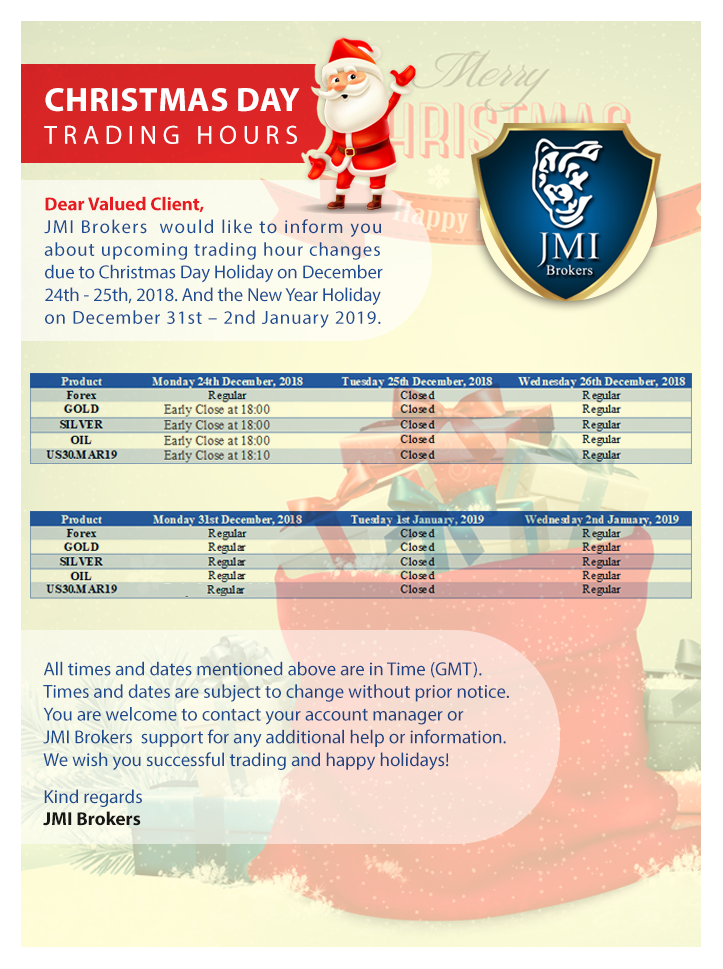 Merry
CHRISTMAS
CHRISTMAS DAY
TRADING HOURS
Happy
JMI
Brokers
Dear Valued Client,
JMI Brokers would like to inform you
about upcoming trading hour changes
due to Christmas Day Holiday on December
24th - 25th, 2018. And the New Year Holiday
on December 31st – 2nd January 2019.
Product Monday 24th December, 2018 Tuesday 25th December, 2018 Wednesday 26th December, 2018
Forex Regular Closed Regular
GOLD Early Close at 18:00 Closed Regular
SILVER Early Close at 18:00 Closed Regular
OIL Early Close at 18:00 Closed Regular
US30.MAR19 Early Close at 18:10 Closed Regular
Product Monday 31st December, 2018 Tuesday 1st January, 2019 Wednesday 2nd January, 2019
Forex Regular Closed Regular
GOLD Regular Closed Regular
SILVER Regular Closed Regular
OIL Regular Closed Regular
US30.MAR19 Regular Closed Regular
All times and dates mentioned above are in Time (GMT).
Times and dates are subject to change without prior notice.
You are welcome to contact your account manager or
JMI Brokers support for any additional help or information.
We wish you successful trading and happy holidays!
Kind regards
JMI Brokers